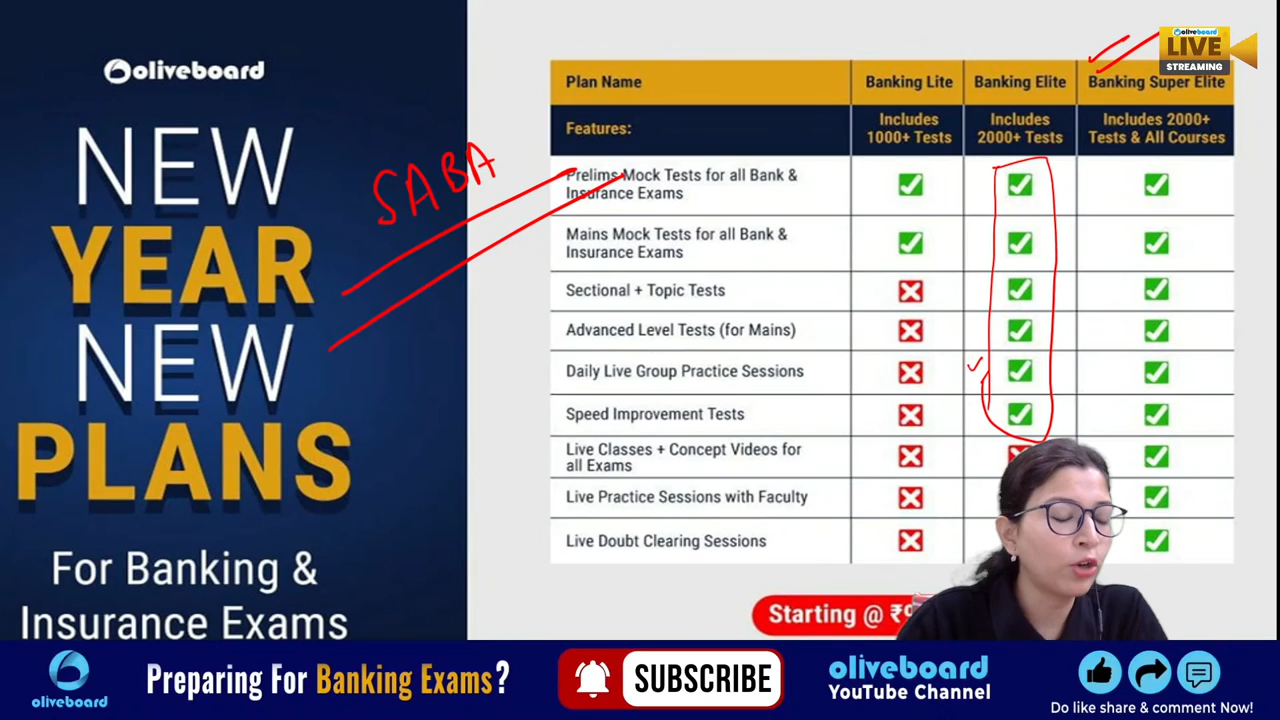 oliveboard
NEW
YEAR
NEW
PLANS
For Banking &
Insurance Exams
SABA
oliveboard
LIVE
STREAMING
Plan Name Banking Lite Banking Elite Banking Super Elite
Features: Includes 1000+ Tests Includes 2000+ Tests Includes 2000+ Tests & All Courses
Prelims Mock Tests for all Bank &
Insurance Exams
Mains Mock Tests for all Bank &
Insurance Exams
Sectional + Topic Tests
Advanced Level Tests (for Mains)
Daily Live Group Practice Sessions
Speed Improvement Tests
Live Classes + Concept Videos for
all Exams
Live Practice Sessions with Faculty
Live Doubt Clearing Sessions
Starting @
oliveboard
Preparing For Banking Exams?
SUBSCRIBE
oliveboard
YouTube Channel
Do like share & comment Now!